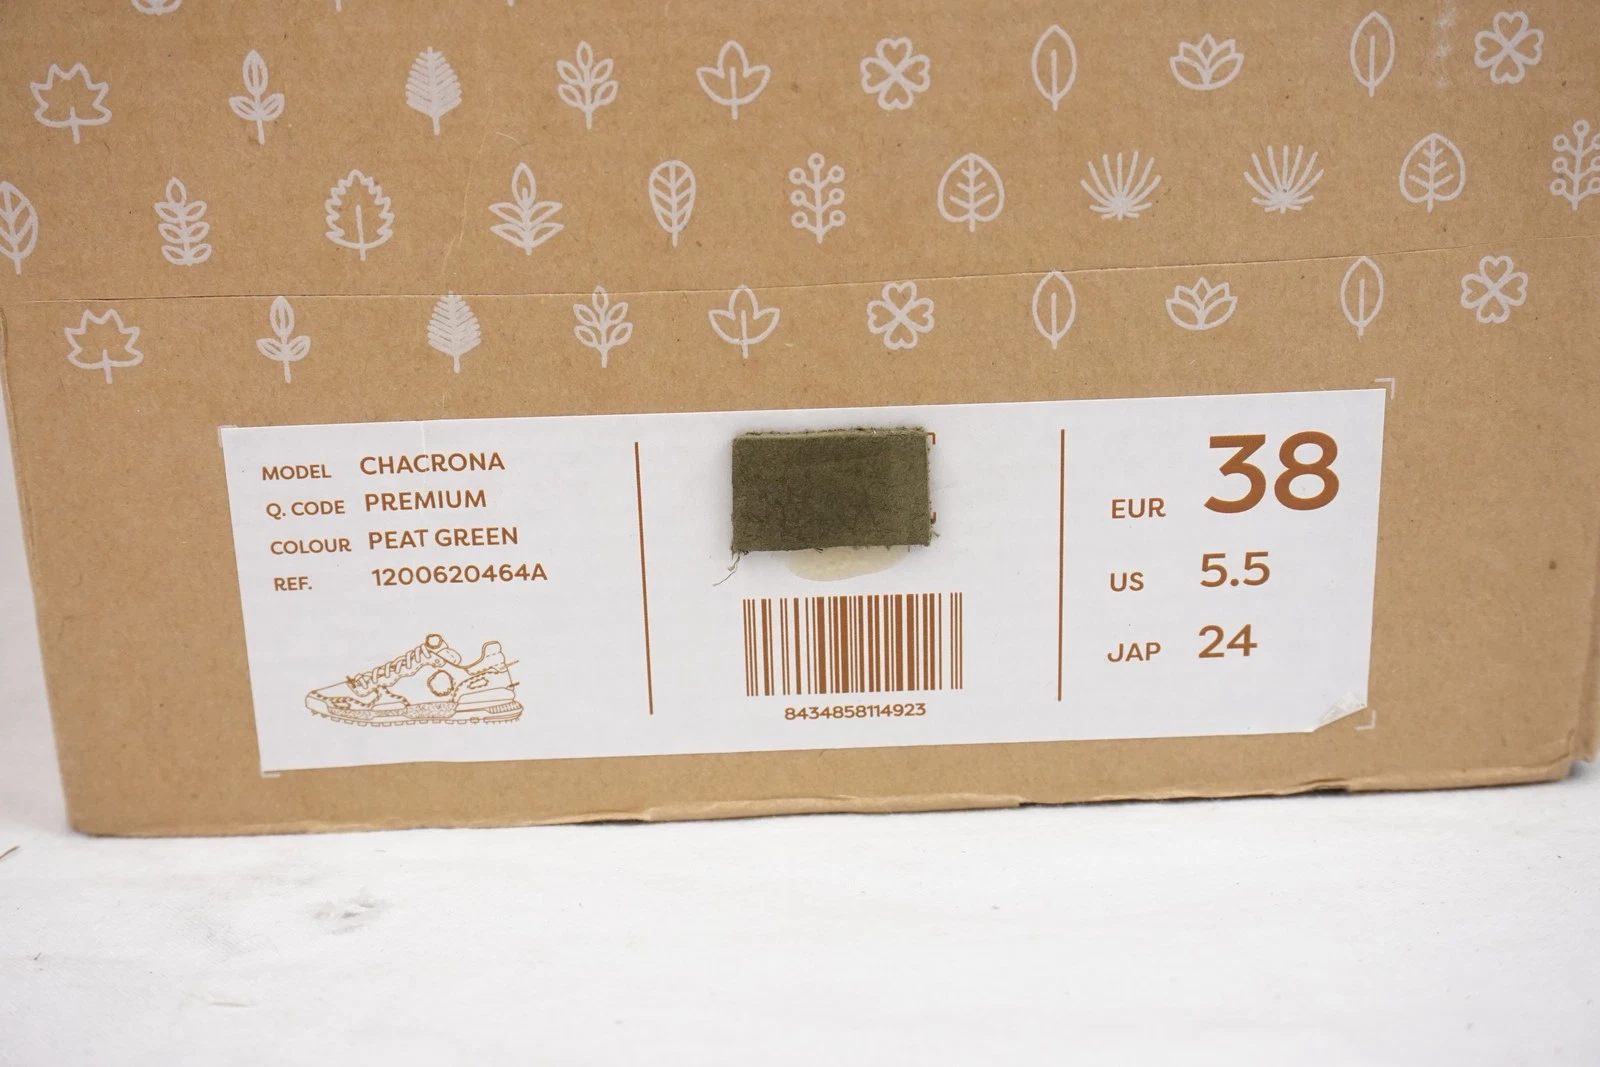 MODEL CHACRONA
Q. CODE PREMIUM
COLOUR PEAT GREEN
REF. 1200620464A
8434858114923
EUR 38
US 5.5
JAP 24